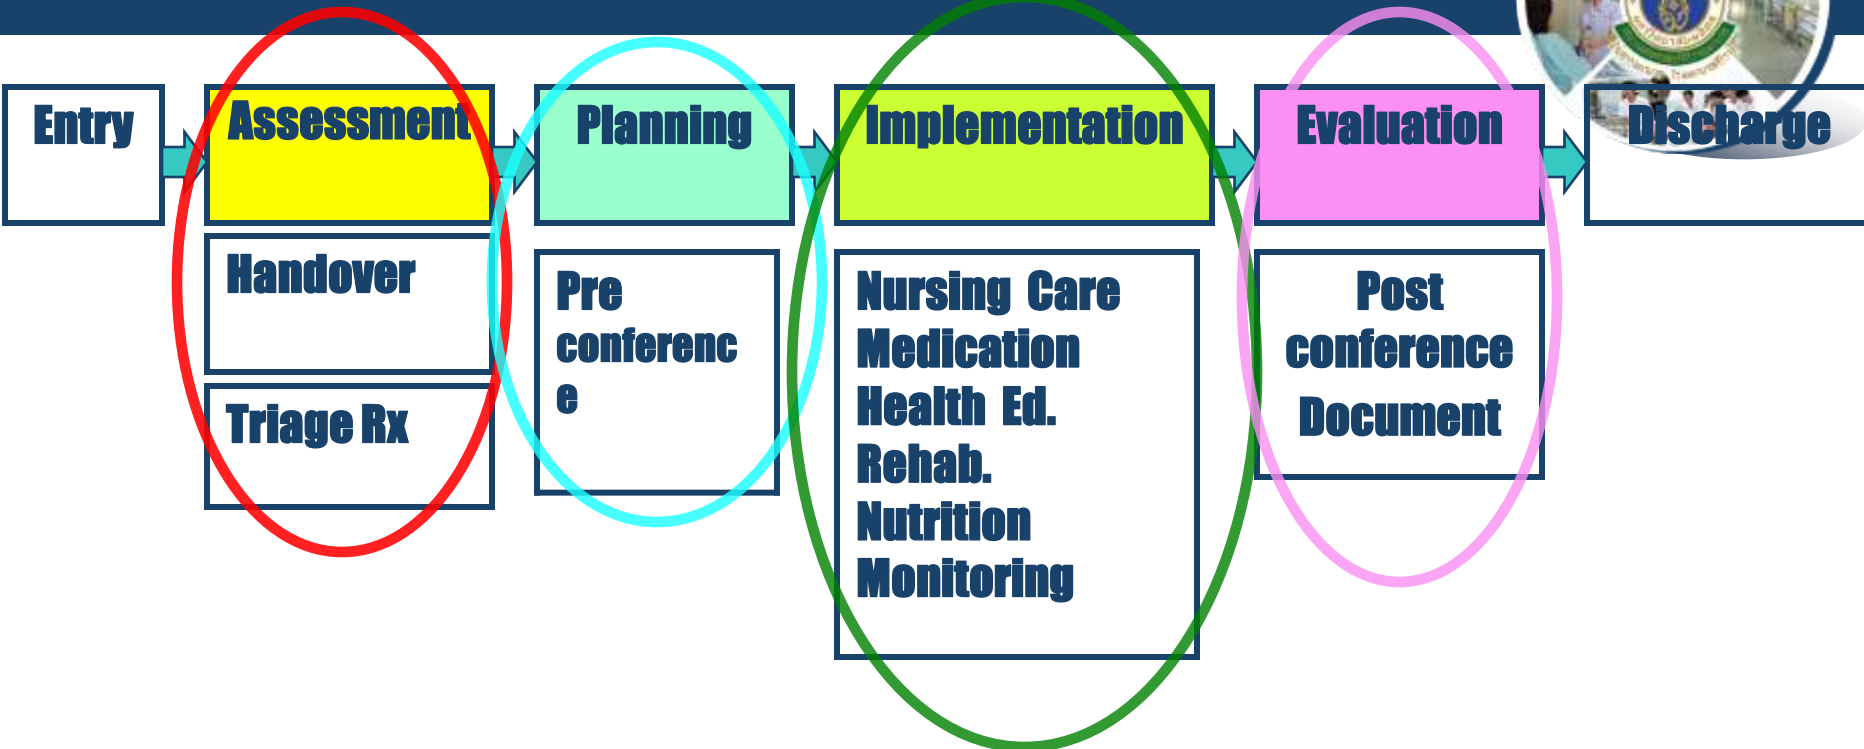 Entry
Assessment
Planning
Implementation
Evaluation
Discharge
Handover
Triage Rx
Pre
conferenc
e
Nursing Care
Medication
Health Ed.
Rehab.
Nutrition
Monitoring
Post
conference
Document